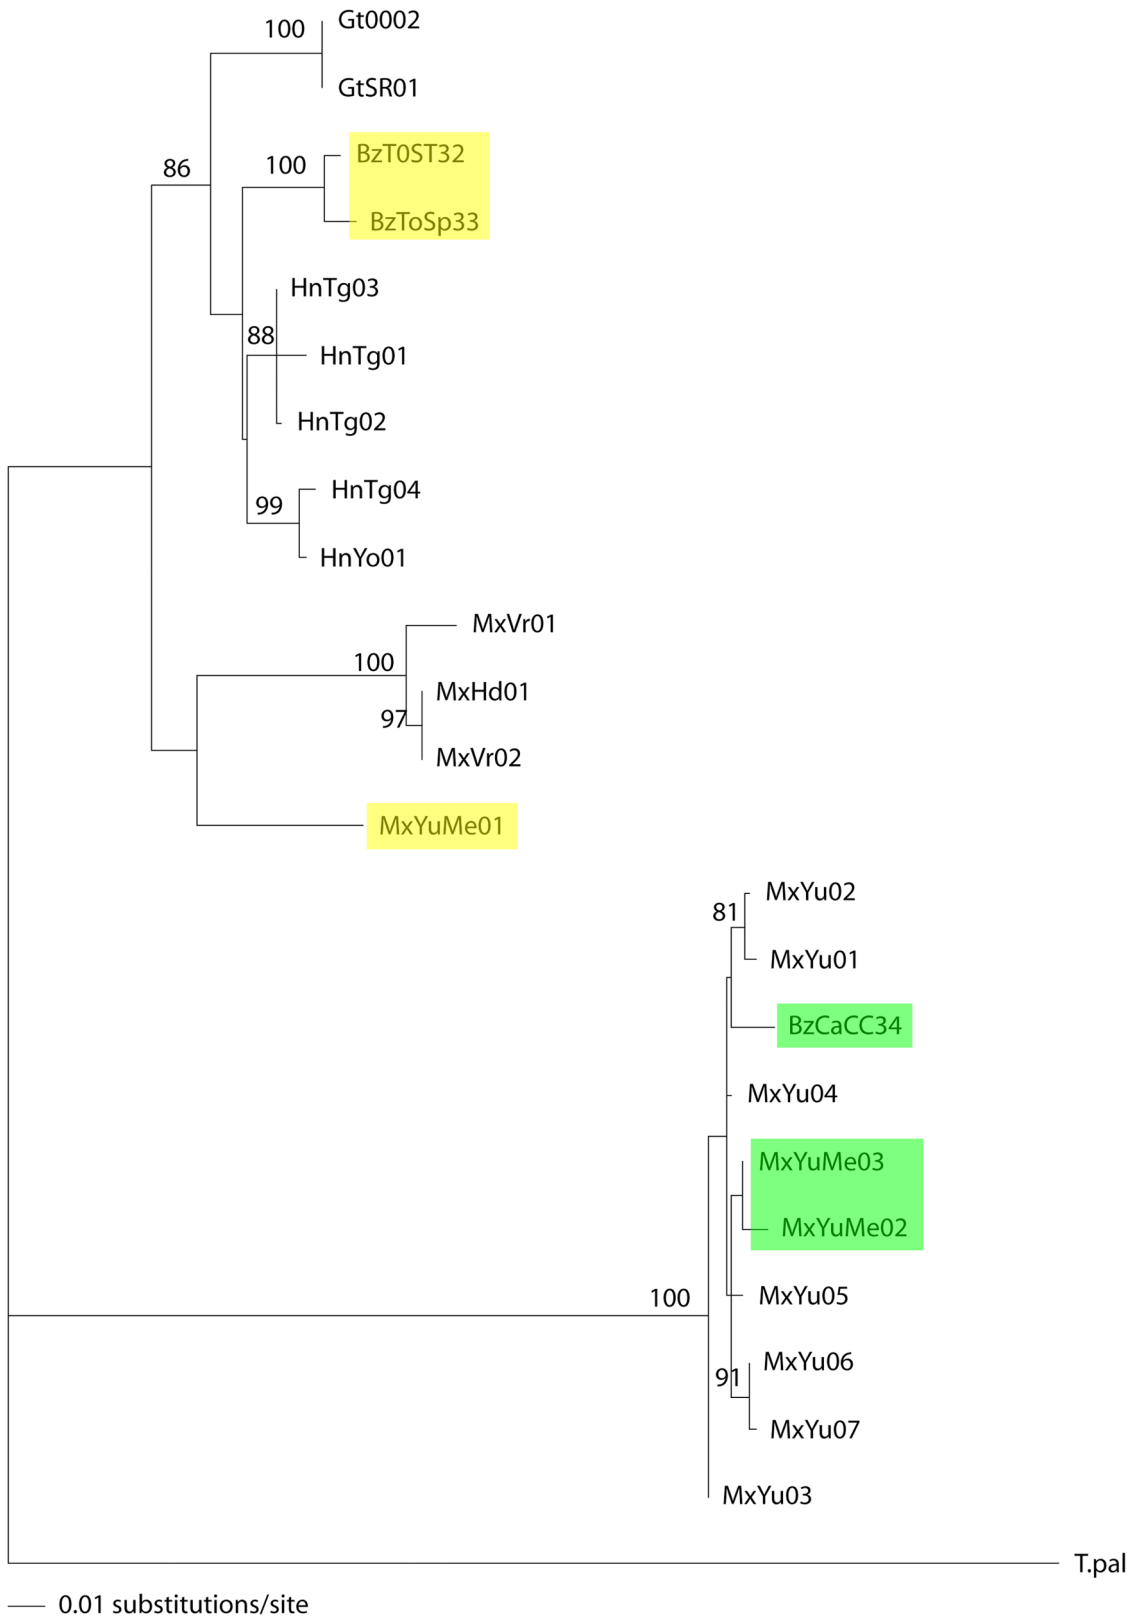 Gt0002
100
GtSR01
BzT0ST32
100
86
BzToSp33
HnTg03
88
HnTg01
HnTg02
HnTg04
99
HnYo01
MxVr01
100
MxHd01
97
MxVr02
MxYuMe01
MxYu02
81
MxYu01
BzCaCC34
MxYu04
MxYuMe03
MxYuMe02
MxYu05
100
MxYu06
91
MxYu07
MxYu03
T.pal
0.01 substitutions/site